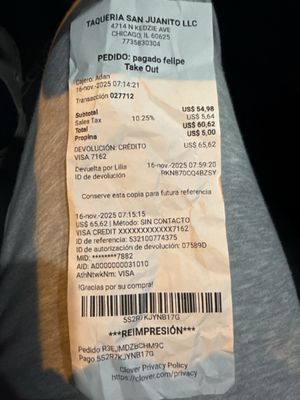 TAQUERIA SAN JUANITO LLC
4714 N KEDZIE AVE
CHICAGO, IL 60625
7735830304
PEDIDO: pagado felipe
Take Out
Cajero: Adan
16-nov.-2025 07:14:21
Transacción 027712
Subtotal US$ 54,98
Sales Tax 10.25% US$ 5,64
Total US$ 60,62
Propina US$ 5,00
DEVOLUCIÓN: CRÉDITO US$ 65,62
VISA 7162
Devuelta por Lilia 16-nov.-2025 07:59:20
ID de devolución RKN870CQ4BZSY
Conserve esta copia para futura referencia
16-nov.-2025 07:15:15
US$ 65,62 | Método: SIN CONTACTO
VISA CREDIT XXXXXXXXXXXX7162
ID de referencia: 532100774375
ID de autorización de devolución: 07589D
MID: ********7882
AID: A0000000031010
AthNtwkNm: VISA
!Gracias por su compra!
5S2R7KJYNB17G
***REIMPRESIÓN***
Pedido R3EJMDZBCHM9C
Pago 5S2R7KJYNB17G
Clover Privacy Policy
https://clover.com/privacy